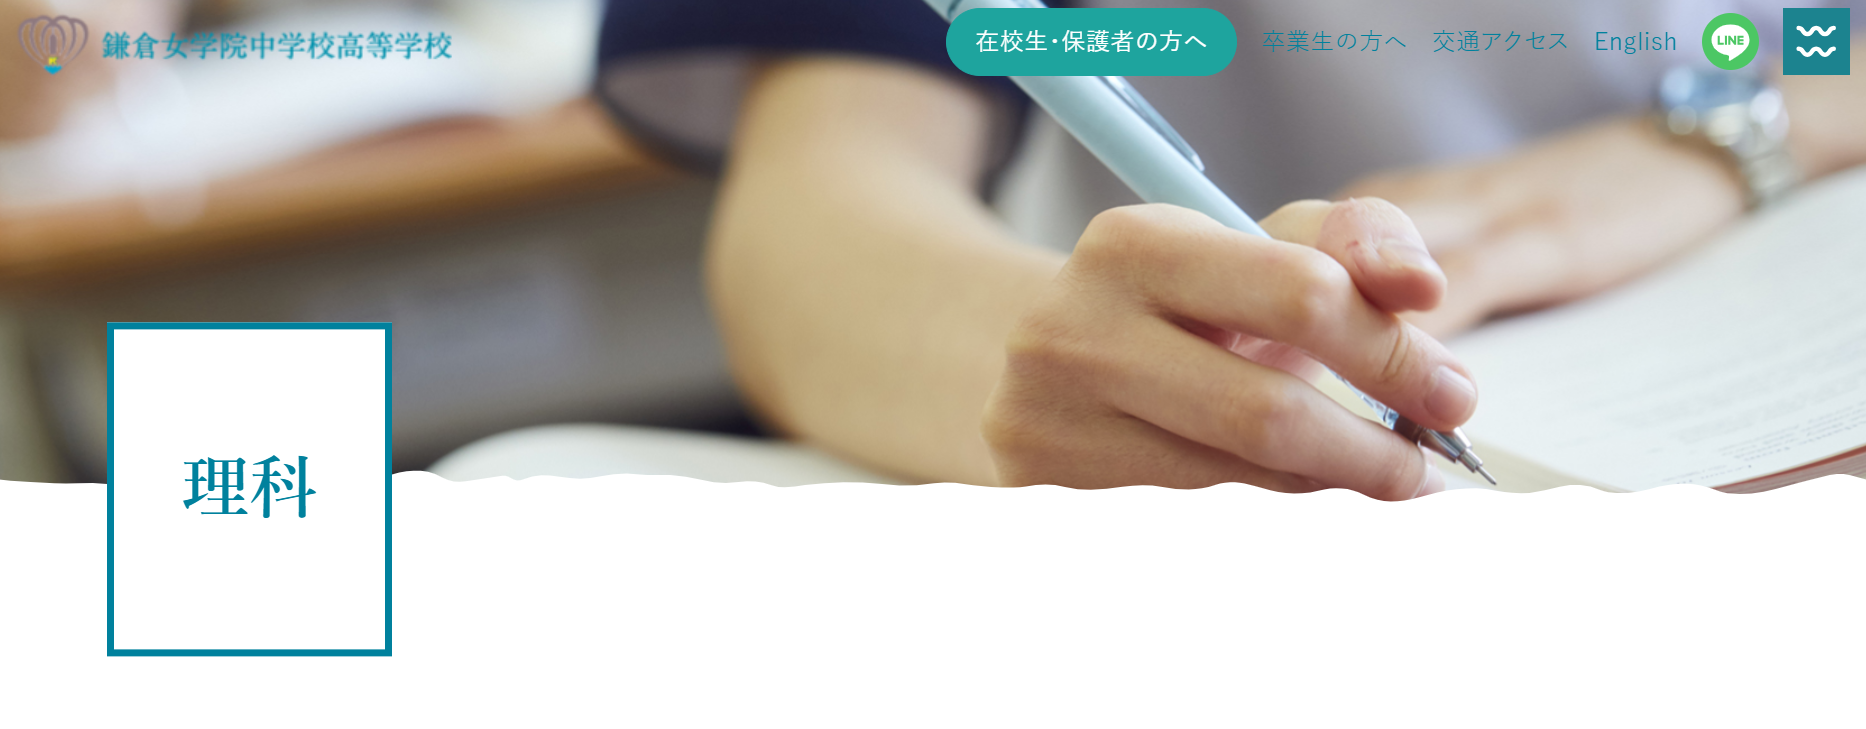 鎌倉女学院中学校高等学校
在校生・保護者の方へ
卒業生の方へ
交通アクセス
English
LINE
理科